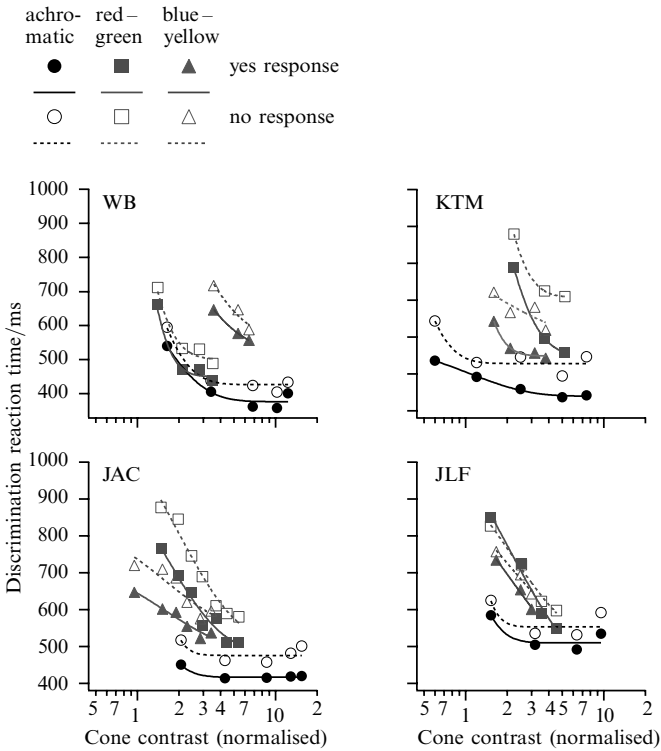 achro- red– blue–
matic green yellow
yes response
no response
Discrimination reaction time/ms
1000 WB KTM
900
800
700
600
500
400
1000 JAC JLF
900
800
700
600
500
400
5 7 1 2 3 4 5 7 10 2 5 7 1 2 3 4 5 7 10 2
Cone contrast (normalised) Cone contrast (normalised)